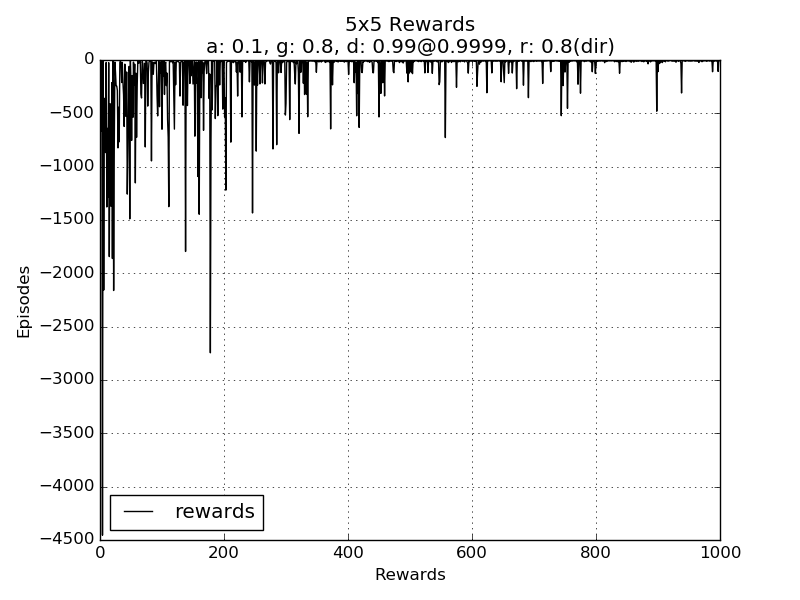 5x5 Rewards
a: 0.1, g: 0.8, d: 0.99@0.9999, r: 0.8(dir)
0
−500
−1000
−1500
−2000
−2500
−3000
−3500
−4000
−4500
Episodes
rewards
0 200 400 600 800 1000
Rewards